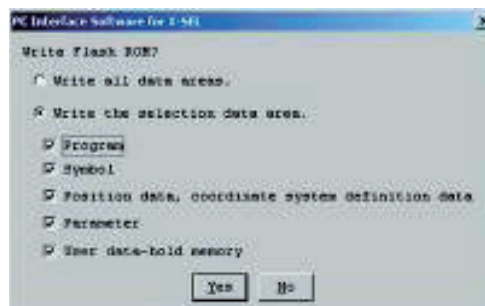 PC Interface Software for X-SEL
Write Flash ROM?
Write all data areas.
Write the selection data area.
Program
Symbol
Position data, coordinate system definition data
Parameter
User data-hold memory
Yes No